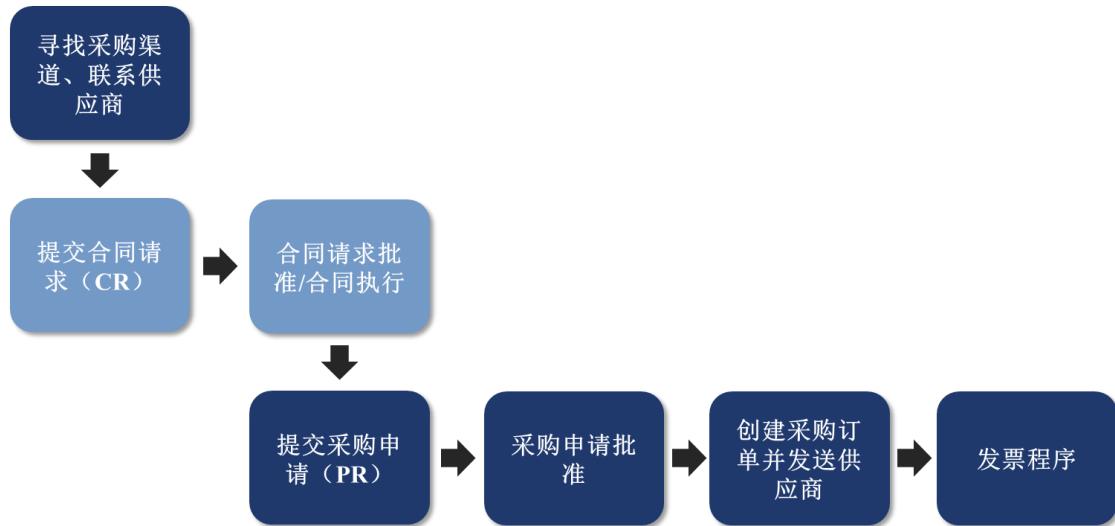 寻找采购渠
道、联系供
应商
提交合同请
求（CR）
合同请求批
准/合同执行
提交采购申
请（PR）
采购申请批
准
创建采购订
单并发送供
应商
发票程序